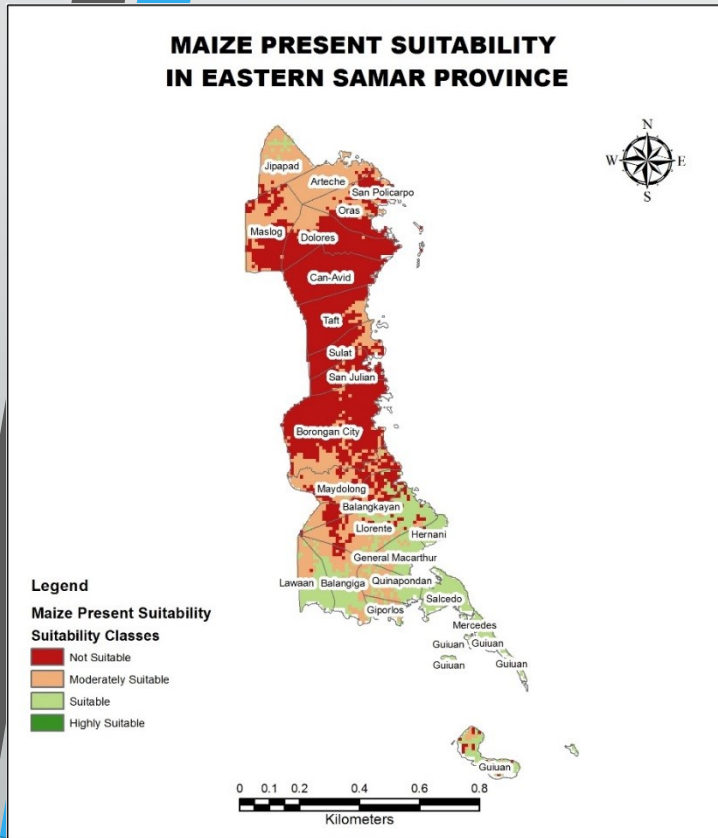 MAIZE PRESENT SUITABILITY
IN EASTERN SAMAR PROVINCE
N
W E
S
Jipapad
Arteche
San Policarpo
Oras
Maslog
Dolores
Can-Avid
Taft
Sulat
San Julian
Borongan City
Maydolong
Balangkayan
Llorente
Hernani
General Macarthur
Lawaan Balangiga Quinapondan
Salcedo
Giporlos
Mercedes
Guiuan Guiuan
Guiuan Guiuan
Guiuan
Legend
Maize Present Suitability
Suitability Classes
Not Suitable
Moderately Suitable
Suitable
Highly Suitable
0 0.1 0.2 0.4 0.6 0.8
Kilometers